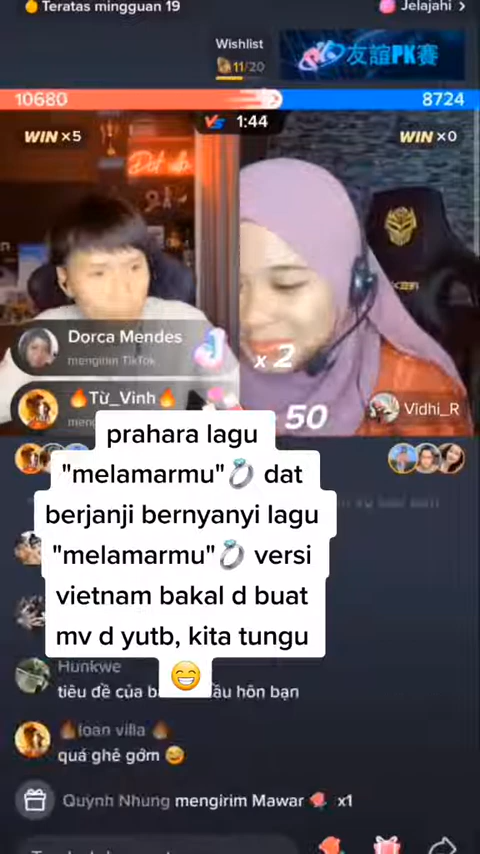 Teratas mingguan 19
Jelajahi >
Wishlist
11/20
友誼PK賽
10680
8724
WIN ×5
VS 1:44
WIN ×0
Dorca Mendes
mengirim TikTok
x 2
🔥Từ_Vinh🔥
50
Vidhi_R
prahara lagu
"melamarmu"💍 dat
berjanji bernyanyi lagu
"melamarmu"💍 versi
vietnam bakal d buat
mv d yutb, kita tungu
😁
Hunkwe
tiêu đề của
ầu hôn bạn
🔥loan villa🔥
quá ghê gớm 😅
Quỳnh Nhung mengirim Mawar 🌹 x1